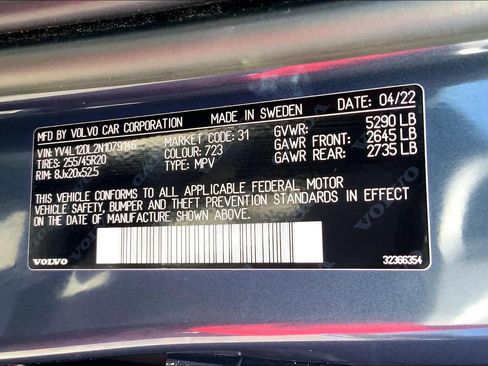 MFD BY VOLVO CAR CORPORATION MADE IN SWEDEN DATE: 04/22
VIN: YV4L12DL2N1079146 MARKET CODE: 31 GVWR: 5290 LB
TIRES: 255/45R20 COLOUR: 723 GAWR FRONT: 2645 LB
RIM: 8Jx20x52.5 TYPE: MPV GAWR REAR: 2735 LB
THIS VEHICLE CONFORMS TO ALL APPLICABLE FEDERAL MOTOR
VEHICLE SAFETY, BUMPER AND THEFT PREVENTION STANDARDS IN EFFECT
ON THE DATE OF MANUFACTURE SHOWN ABOVE.
VOLVO 32366354